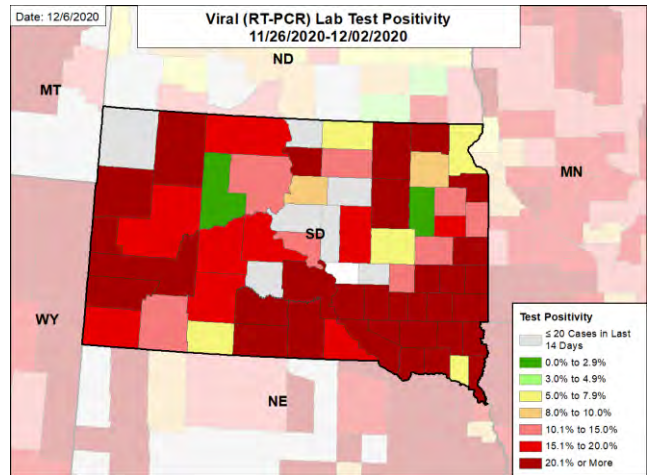 Date: 12/6/2020
Viral (RT-PCR) Lab Test Positivity
11/26/2020-12/02/2020
ND
MT
MN
SD
WY
NE
Test Positivity
≤ 20 Cases in Last
14 Days
0.0% to 2.9%
3.0% to 4.9%
5.0% to 7.9%
8.0% to 10.0%
10.1% to 15.0%
15.1% to 20.0%
20.1% or More